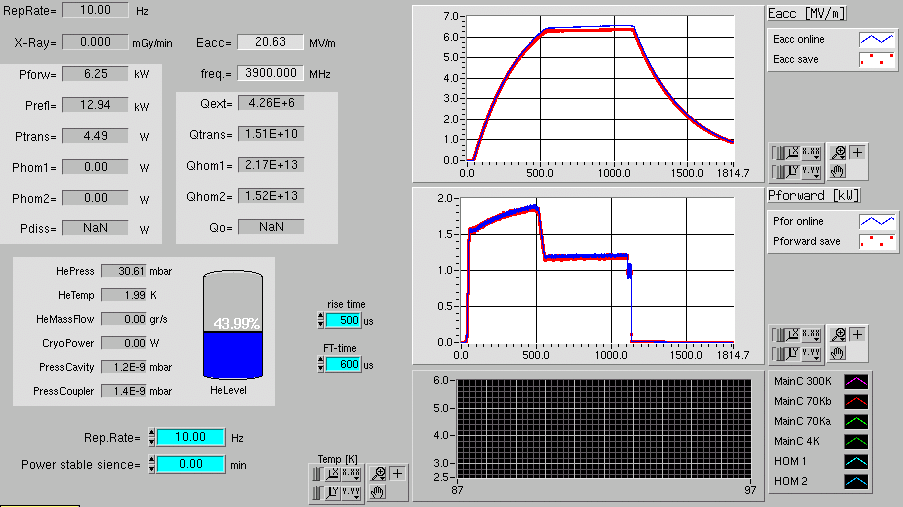 RepRate= 10.00 Hz
X-Ray= 0.000 mGy/min
Eacc= 20.63 MV/m
freq.= 3900.000 MHz
Pforw= 6.25 kW
Prefl= 12.94 kW
Ptrans= 4.49 W
Phom1= 0.00 W
Phom2= 0.00 W
Pdiss= NaN W
Qext= 4.26E+6
Qtrans= 1.51E+10
Qhom1= 2.17E+13
Qhom2= 1.52E+13
Qo= NaN
HePress 30.61 mbar
HeTemp 1.99 K
HeMassFlow 0.00 gr/s
CryoPower 0.00 W
PressCavity 1.2E-9 mbar
PressCoupler 1.4E-9 mbar
43.99%
HeLevel
rise time
500 us
FT-time
600 us
Rep.Rate= 10.00 Hz
Power stable sience= 0.00 min
Temp [K]
X.XX
Y.YY
7.0
6.0
5.0
4.0
3.0
2.0
1.0
0.0
0.0 500.0 1000.0 1500.0 1814.7
Eacc [MV/m]
Eacc online
Eacc save
X.XX
Y.YY
2.0
1.5
1.0
0.5
0.0
0.0 500.0 1000.0 1500.0 1814.7
Pforward [kW]
Pfor online
Pforward save
X.XX
Y.YY
6.0
5.0
4.0
3.0
2.5
87 97
MainC 300K
MainC 70Kb
MainC 70Ka
MainC 4K
HOM 1
HOM 2